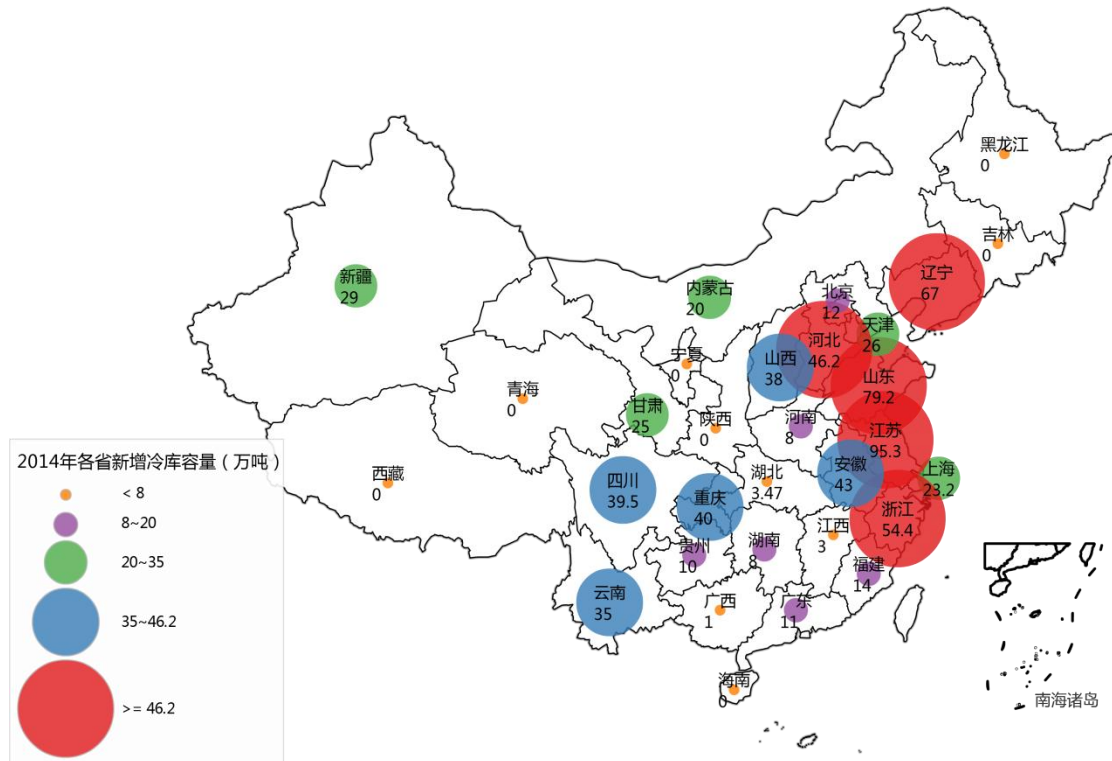 黑龙江
0
吉林
0
辽宁
67
新疆
29
内蒙古
20
北京
12
天津
26
河北
46.2
山西
38
宁夏
0
山东
79.2
青海
0
甘肃
25
陕西
0
河南
8
江苏
95.3
西藏
0
四川
39.5
重庆
40
湖北
3.47
安徽
43
上海
23.2
浙江
54.4
江西
3
贵州
10
湖南
8
福建
14
云南
35
广西
1
广东
11
海南
0
南海诸岛
2014年各省新增冷库容量（万吨）
< 8
8~20
20~35
35~46.2
>= 46.2